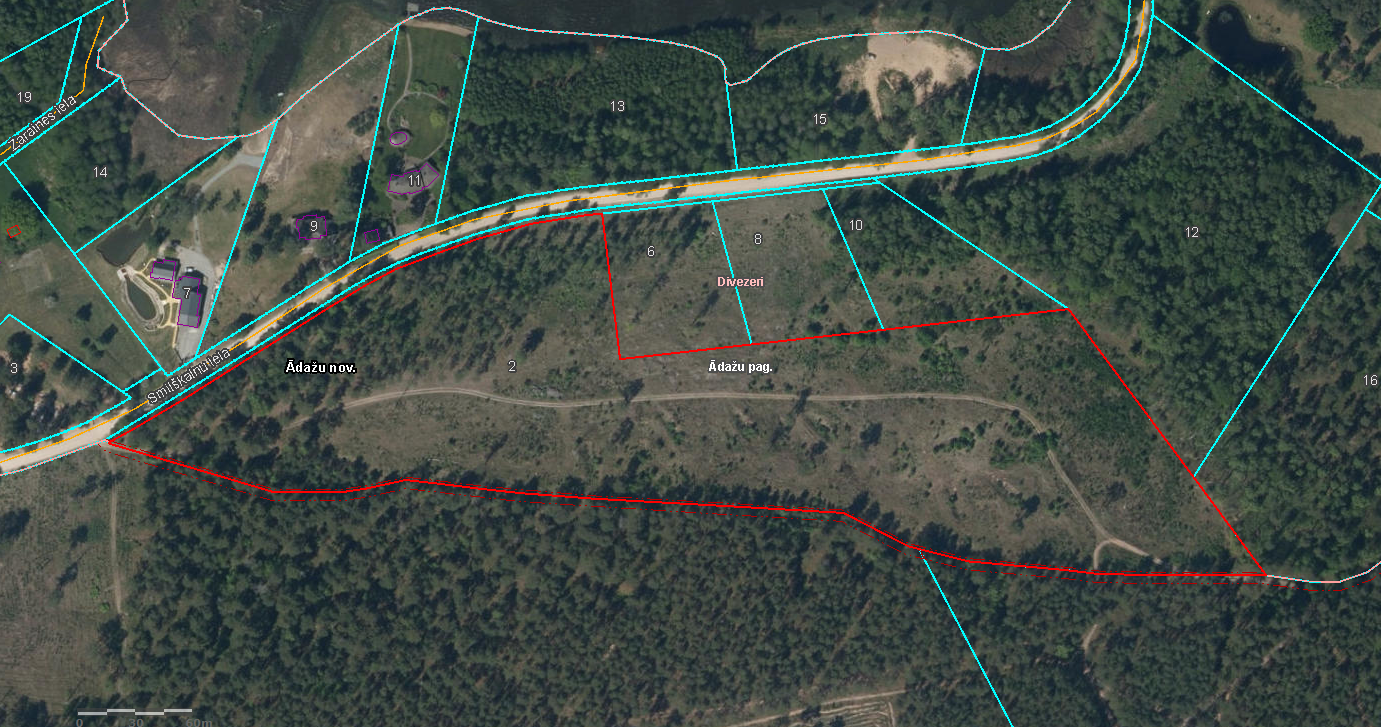 19
Zaraines iela
14
13
15
11
9
7
6
8
10
12
Divezeri
3
Smilškalnu iela
Ādažu nov.
2
Ādažu pag.
16
0 30 60m